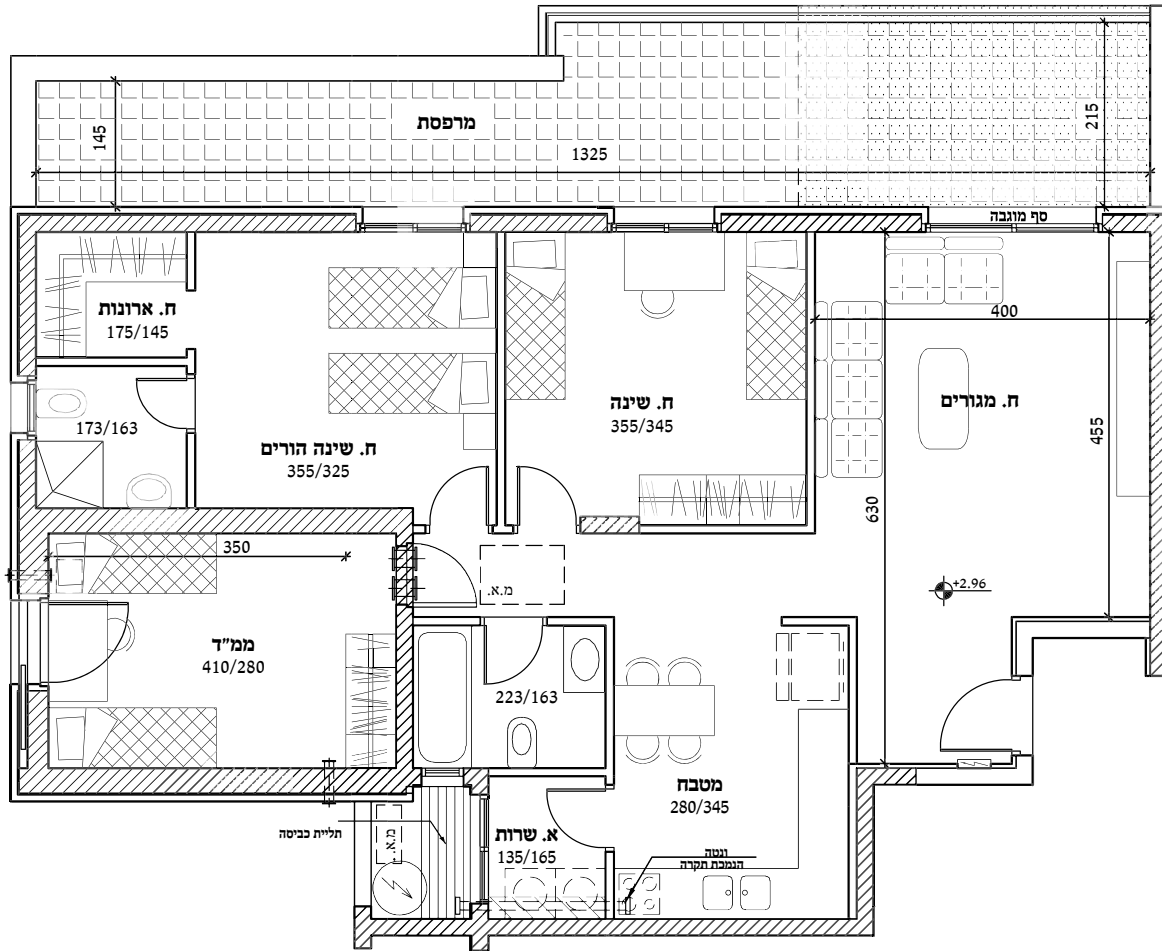 מרפסת
145
1325
215
סף מוגבה
ח. ארונות
175/145
400
ח. שינה
355/345
ח. מגורים
173/163
ח. שינה הורים
355/325
455
630
350
מ.א.
+2.96
ממ"ד
410/280
223/163
מטבח
280/345
תליית כביסה
מ.א.
א. שרות
135/165
ונטה
הנמכת תקרה